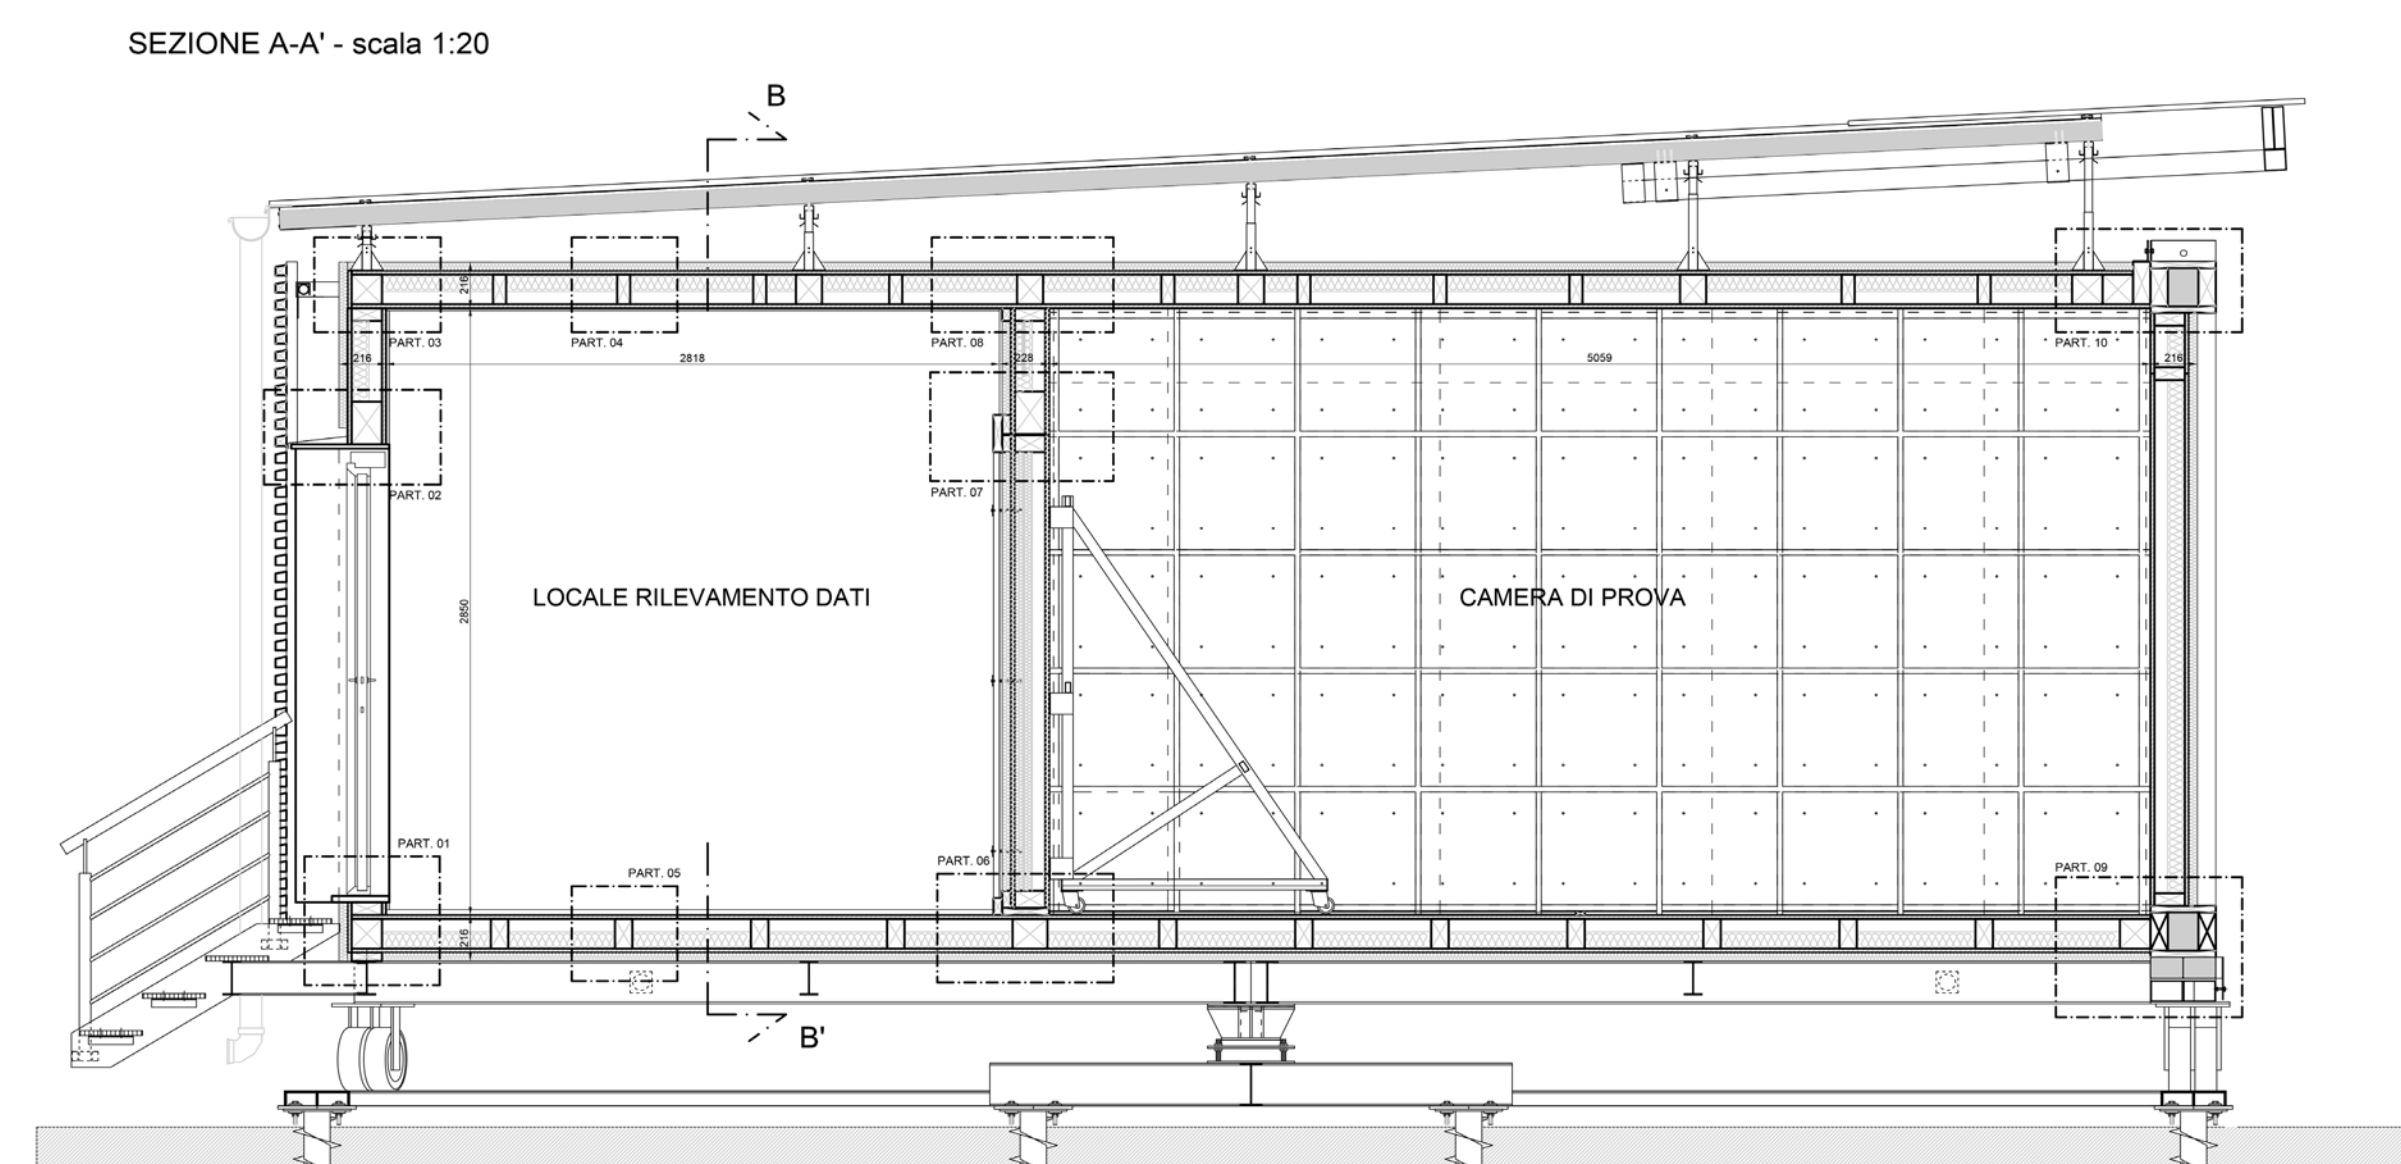 SEZIONE A-A' - scala 1:20
B
216
PART. 03
PART. 04
PART. 08
PART. 10
216
2818
228
5059
216
PART. 02
PART. 07
LOCALE RILEVAMENTO DATI
CAMERA DI PROVA
2850
PART. 01
PART. 05
PART. 06
PART. 09
216
B'